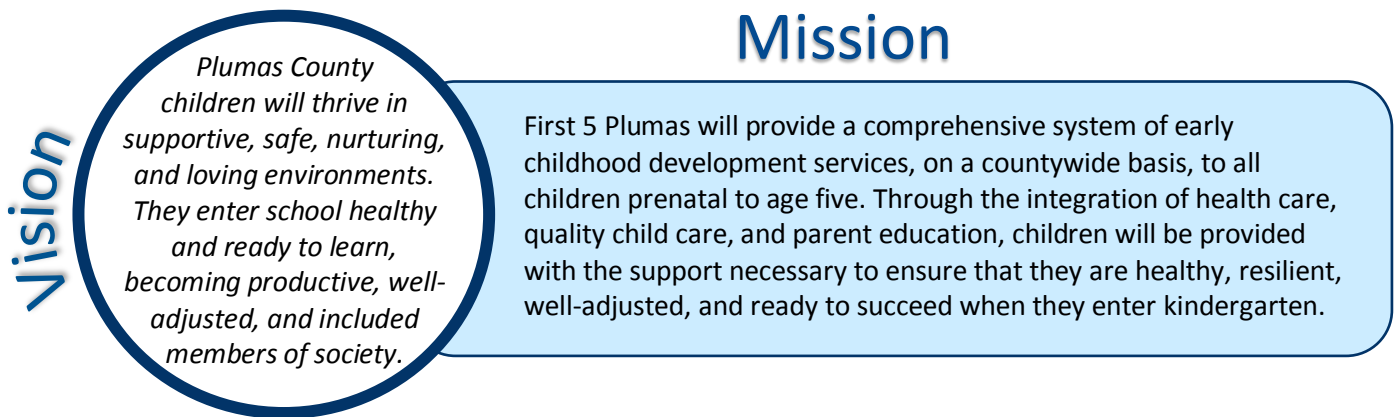 Vision
Plumas County
children will thrive in
supportive, safe, nurturing,
and loving environments.
They enter school healthy
and ready to learn,
becoming productive, well-
adjusted, and included
members of society.
Mission
First 5 Plumas will provide a comprehensive system of early
childhood development services, on a countywide basis, to all
children prenatal to age five. Through the integration of health care,
quality child care, and parent education, children will be provided
with the support necessary to ensure that they are healthy, resilient,
well-adjusted, and ready to succeed when they enter kindergarten.